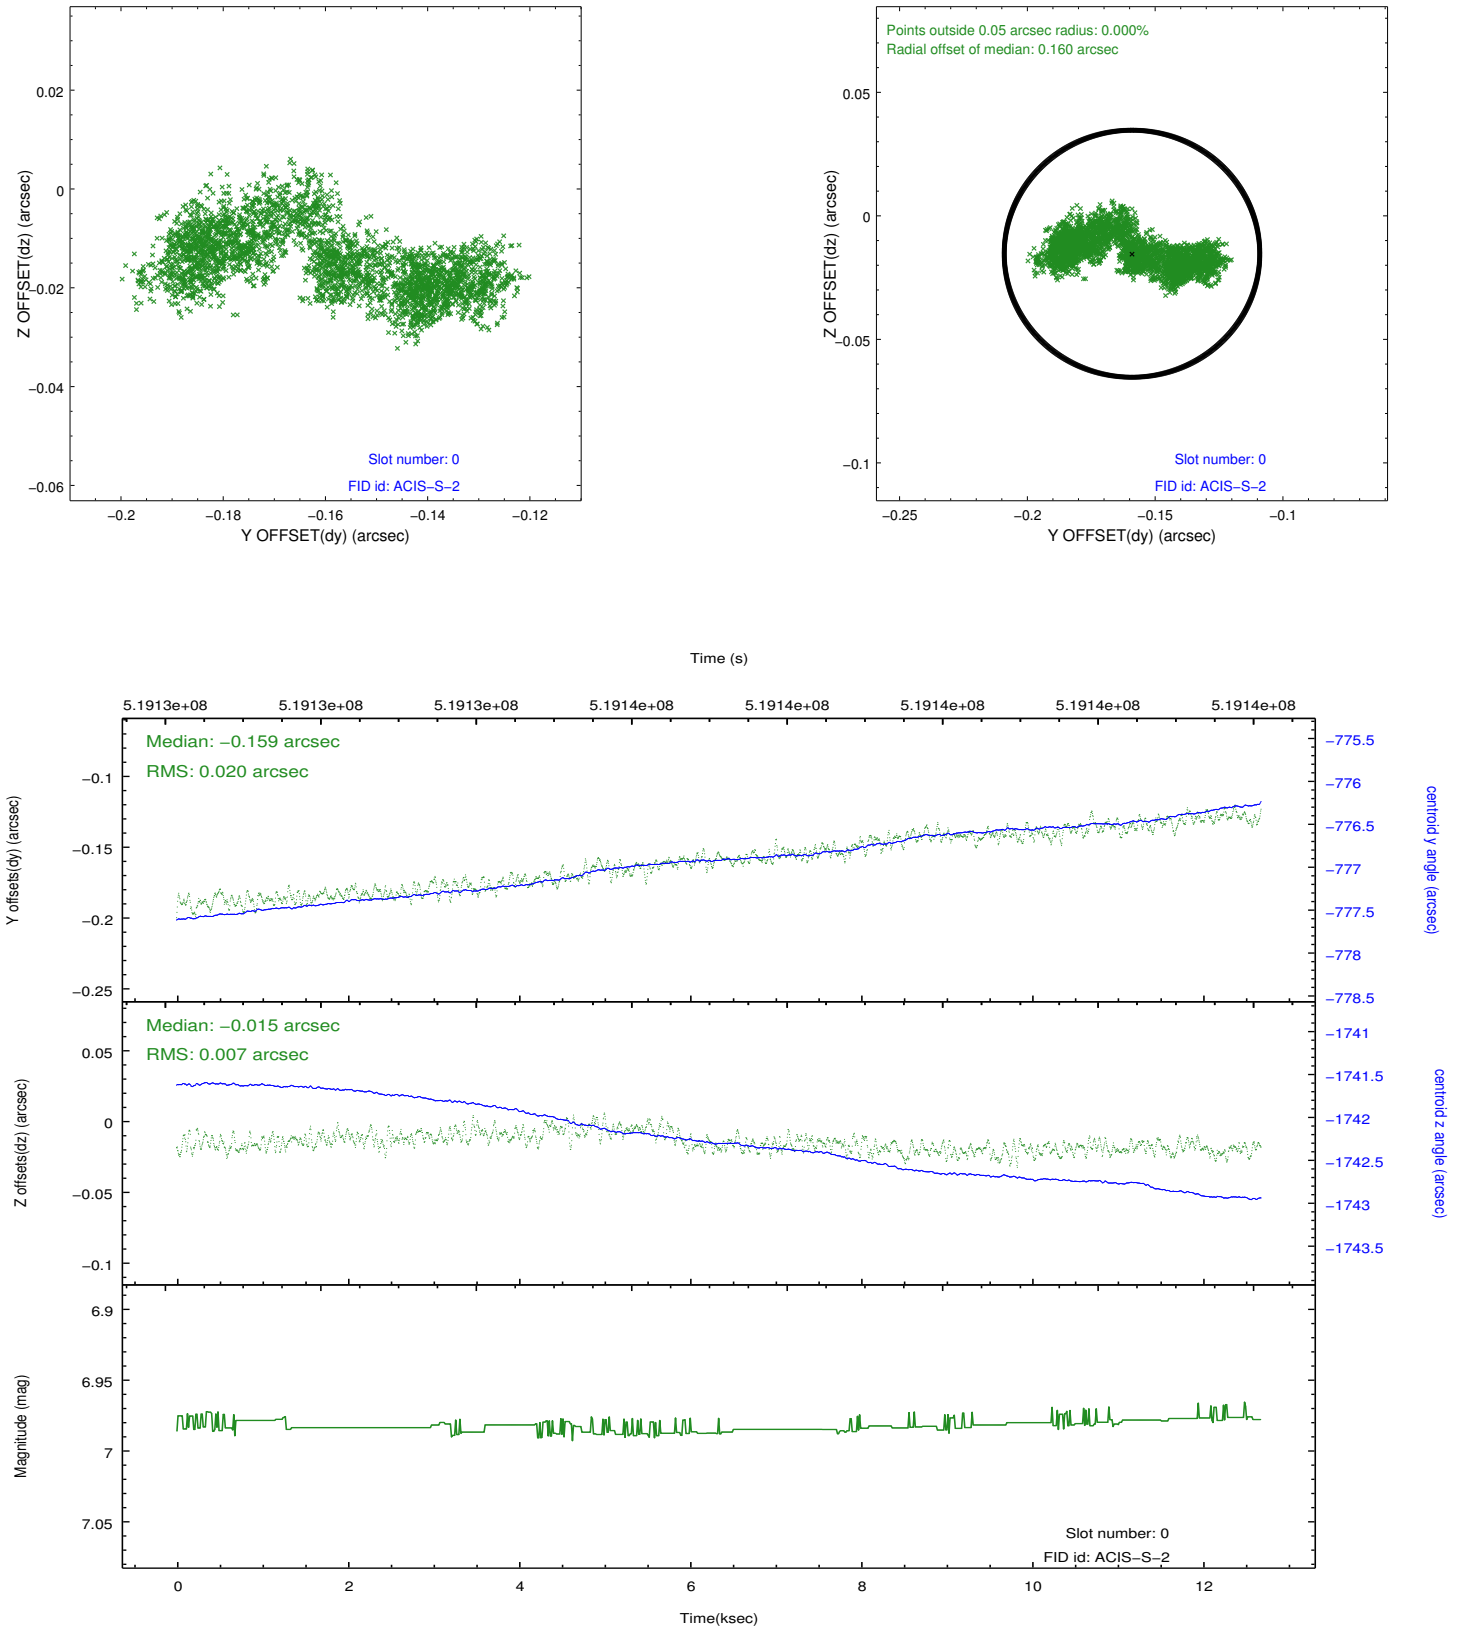 0.02
0
−0.02
−0.04
−0.06
Z OFFSET(dz) (arcsec)
Slot number: 0
FID id: ACIS−S−2
−0.2 −0.18 −0.16 −0.14 −0.12
Y OFFSET(dy) (arcsec)
Points outside 0.05 arcsec radius: 0.000%
Radial offset of median: 0.160 arcsec
0.05
0
−0.05
−0.1
Z OFFSET(dz) (arcsec)
Slot number: 0
FID id: ACIS−S−2
−0.25 −0.2 −0.15 −0.1
Y OFFSET(dy) (arcsec)
Time (s)
5.1913e+08 5.1913e+08 5.1913e+08 5.1914e+08 5.1914e+08 5.1914e+08 5.1914e+08 5.1914e+08
Median: −0.159 arcsec
RMS: 0.020 arcsec
−0.1
−0.15
−0.2
−0.25
Y offsets(dy) (arcsec)
−775.5
−776
−776.5
−777
−777.5
−778
−778.5
centroid y angle (arcsec)
Median: −0.015 arcsec
RMS: 0.007 arcsec
0.05
0
−0.05
−0.1
Z offsets(dz) (arcsec)
−1741
−1741.5
−1742
−1742.5
−1743
−1743.5
centroid z angle (arcsec)
6.9
6.95
7
7.05
Magnitude (mag)
Slot number: 0
FID id: ACIS−S−2
0 2 4 6 8 10 12
Time(ksec)